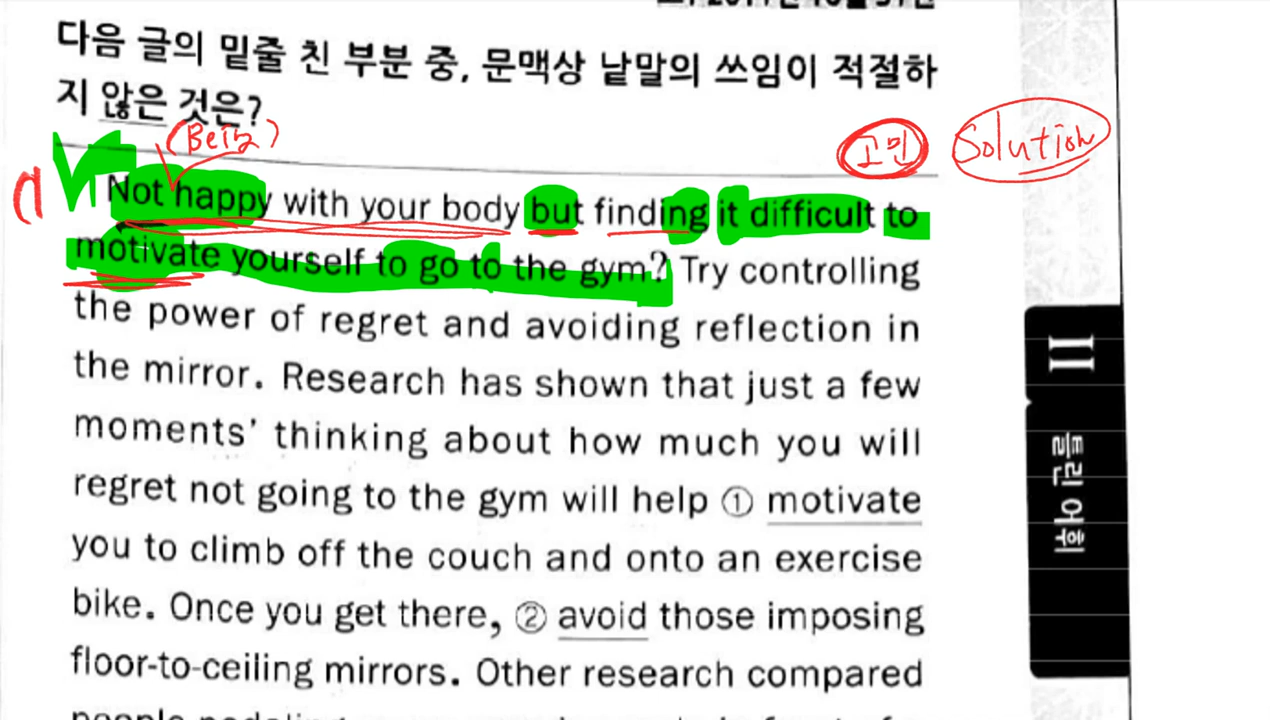 다음 글의 밑줄 친 부분 중, 문맥상 낱말의 쓰임이 적절하
지 않은 것은?
(Being)
고민 Solution
Not happy with your body but finding it difficult to
motivate yourself to go to the gym? Try controlling
the power of regret and avoiding reflection in
the mirror. Research has shown that just a few
moments' thinking about how much you will
regret not going to the gym will help ① motivate
you to climb off the couch and onto an exercise
bike. Once you get there, ② avoid those imposing
floor-to-ceiling mirrors. Other research compared
II
틀린 어휘